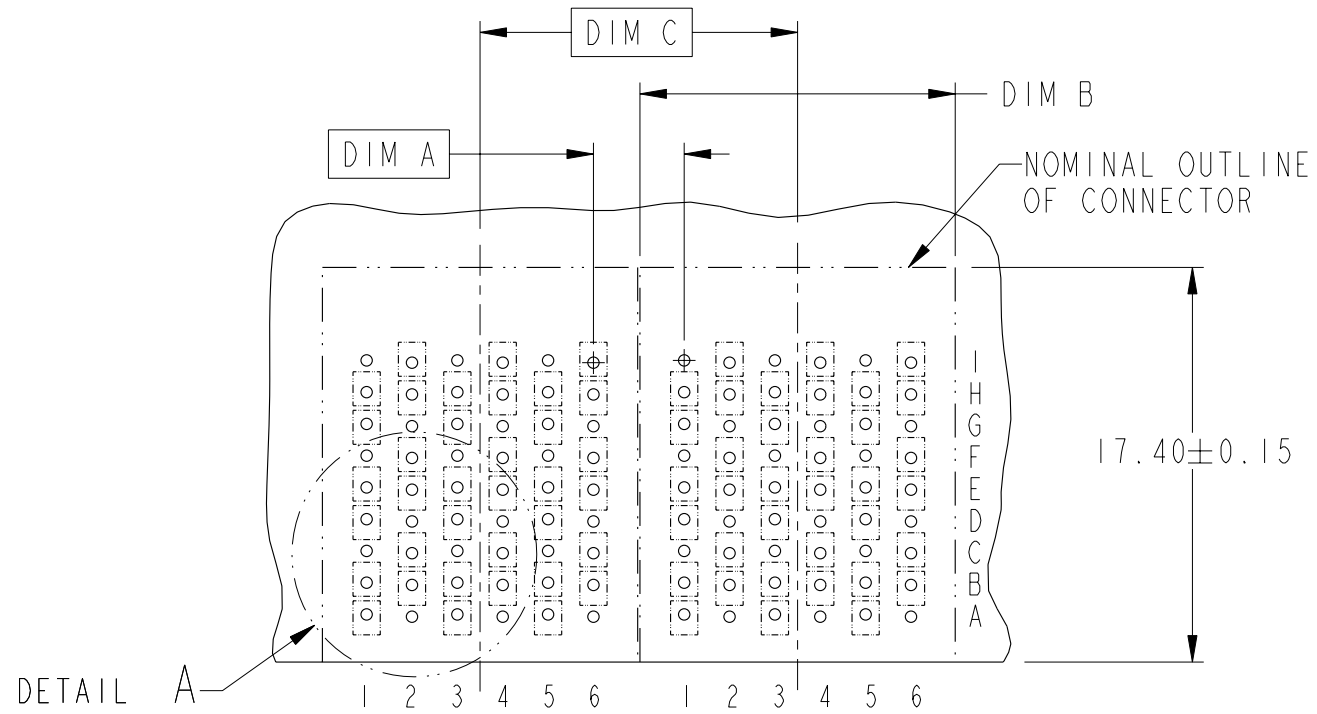 DIM C
DIM B
DIM A
NOMINAL OUTLINE
OF CONNECTOR
I
H
G
F
E
D
C
B
A
17.40±0.15
DETAIL A
1 2 3 4 5 6 1 2 3 4 5 6